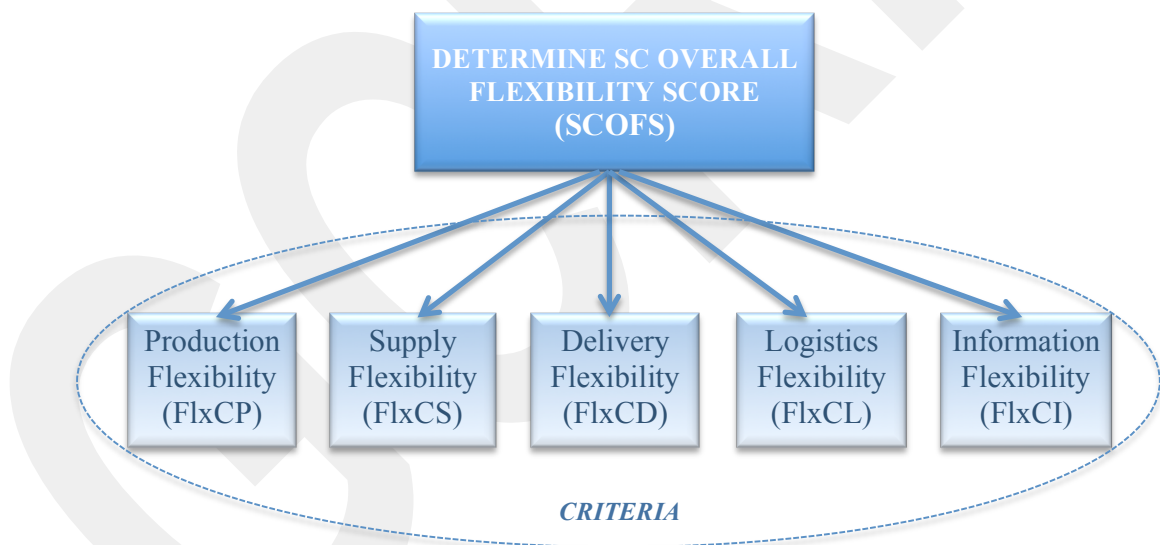 DETERMINE SC OVERALL
FLEXIBILITY SCORE
(SCOFS)
Production
Flexibility
(FlxCP)
Supply
Flexibility
(FlxCS)
Delivery
Flexibility
(FlxCD)
Logistics
Flexibility
(FlxCL)
Information
Flexibility
(FlxCI)
CRITERIA